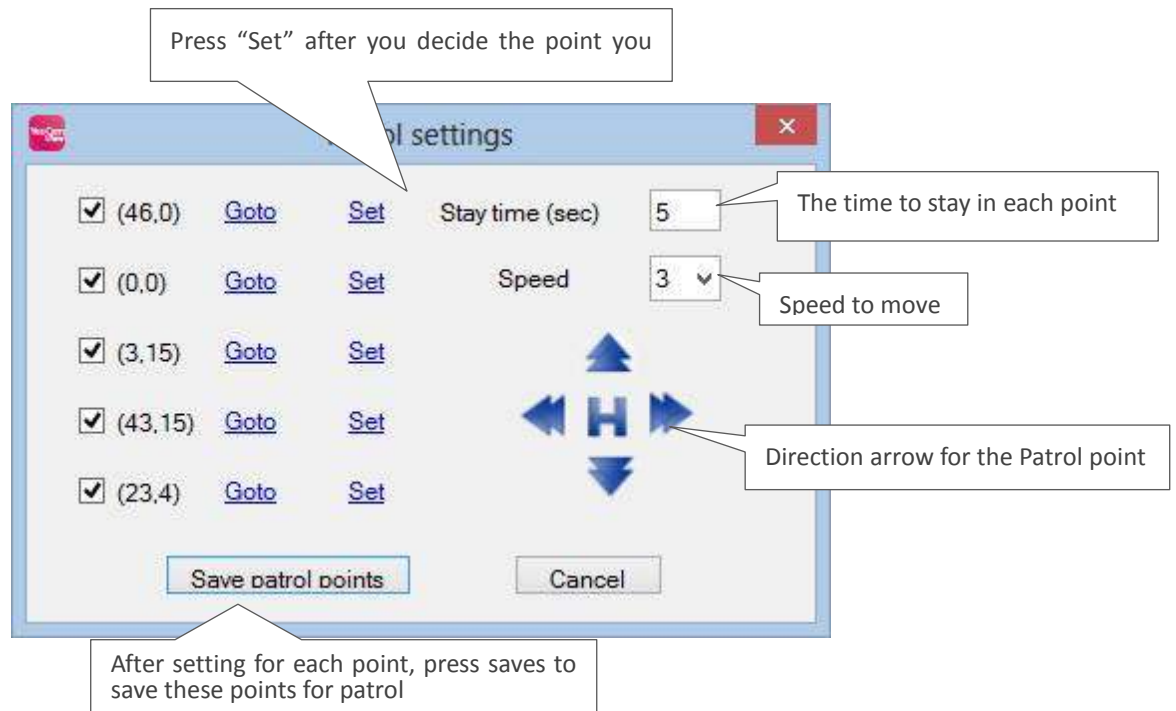 Press “Set” after you decide the point you
settings
(46,0) Goto Set Stay time (sec) 5
The time to stay in each point
(0,0) Goto Set Speed 3
Speed to move
(3,15) Goto Set
H
(43,15) Goto Set
Direction arrow for the Patrol point
(23,4) Goto Set
Save patrol points Cancel
After setting for each point, press saves to
save these points for patrol